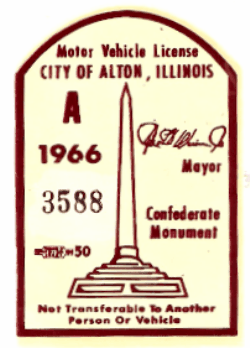 Motor Vehicle License
CITY OF ALTON, ILLINOIS
A
1966
Mayor
3588
Confederate
Monument
50
Not Transferable To Another
Person Or Vehicle